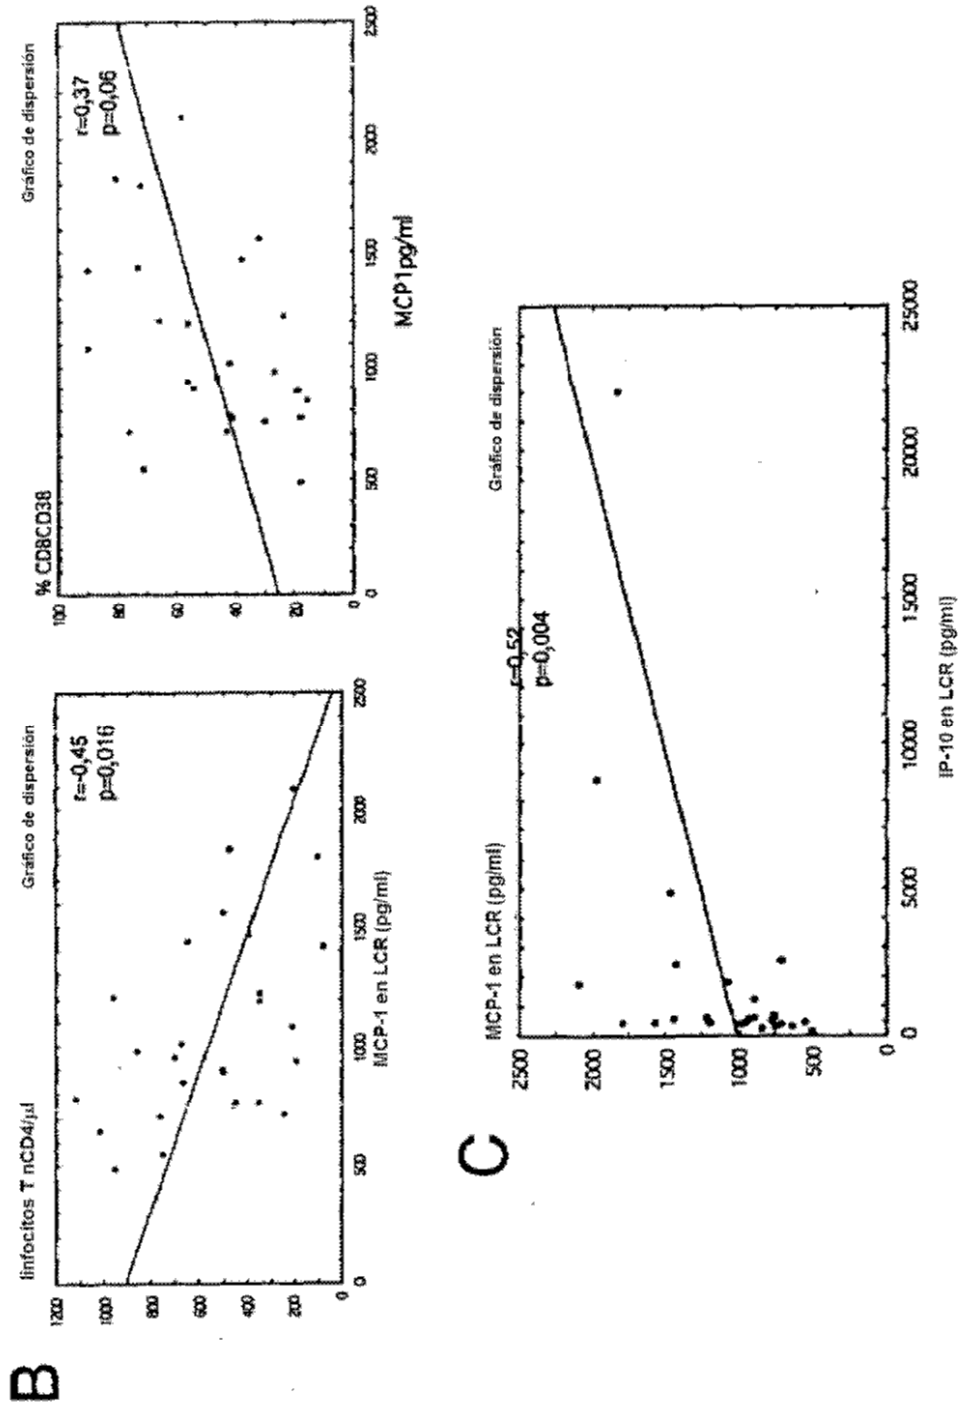 B
linfocitos T nCD4/µl
Gráfico de dispersión
r=-0,45
p=0,016
1200
1000
800
600
400
200
0
0
500
1000
1500
2000
2500
MCP-1 en LCR (pg/ml)
% CD8CD38
Gráfico de dispersión
r=0,37
p=0,06
100
80
60
40
20
0
0
500
1000
1500
2000
2500
MCP1pg/ml
C
MCP-1 en LCR (pg/ml)
Gráfico de dispersión
r=0,52
p=0,004
2500
2000
1500
1000
500
0
0
5000
10000
15000
20000
25000
IP-10 en LCR (pg/ml)